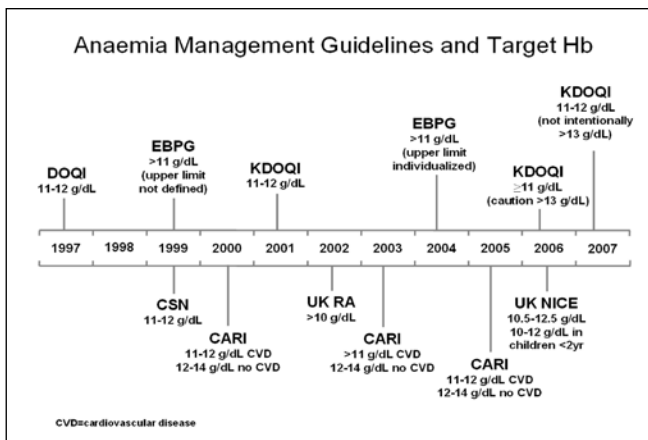 Anaemia Management Guidelines and Target Hb
KDOQI
11-12 g/dL
(not intentionally
>13 g/dL)
EBPG
>11 g/dL
(upper limit
individualized)
EBPG
>11 g/dL
(upper limit
not defined)
KDOQI
11-12 g/dL
DOQI
11-12 g/dL
KDOQI
≥11 g/dL
(caution >13 g/dL)
1997 1998 1999 2000 2001 2002 2003 2004 2005 2006 2007
CSN
11-12 g/dL
CARI
11-12 g/dL CVD
12-14 g/dL no CVD
UK RA
>10 g/dL
CARI
>11 g/dL CVD
12-14 g/dL no CVD
CARI
11-12 g/dL CVD
12-14 g/dL no CVD
UK NICE
10.5-12.5 g/dL
10-12 g/dL in
children <2yr
CVD=cardiovascular disease